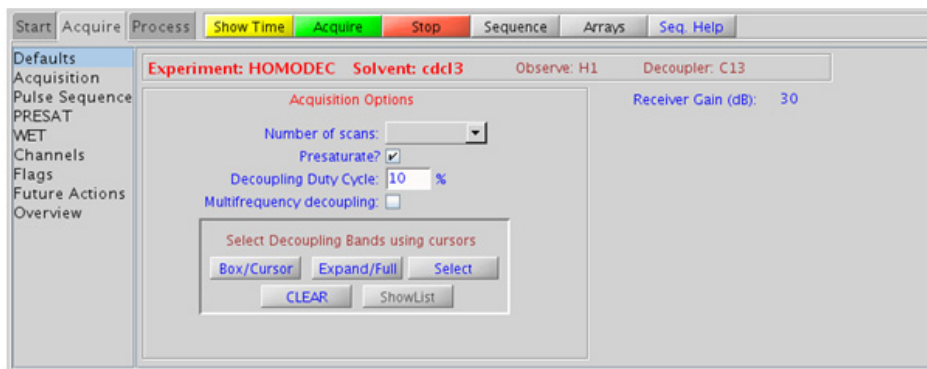 Start Acquire Process Show Time Acquire Stop Sequence Arrays Seq. Help
Defaults
Acquisition
Pulse Sequence
PRESAT
WET
Channels
Flags
Future Actions
Overview
Experiment: HOMODEC Solvent: cdcl3 Observe: H1 Decoupler: C13
Acquisition Options
Number of scans:
Presaturate?
Decoupling Duty Cycle: 10 %
Multifrequency decoupling:
Select Decoupling Bands using cursors
Box/Cursor Expand/Full Select
CLEAR ShowList
Receiver Gain (dB): 30